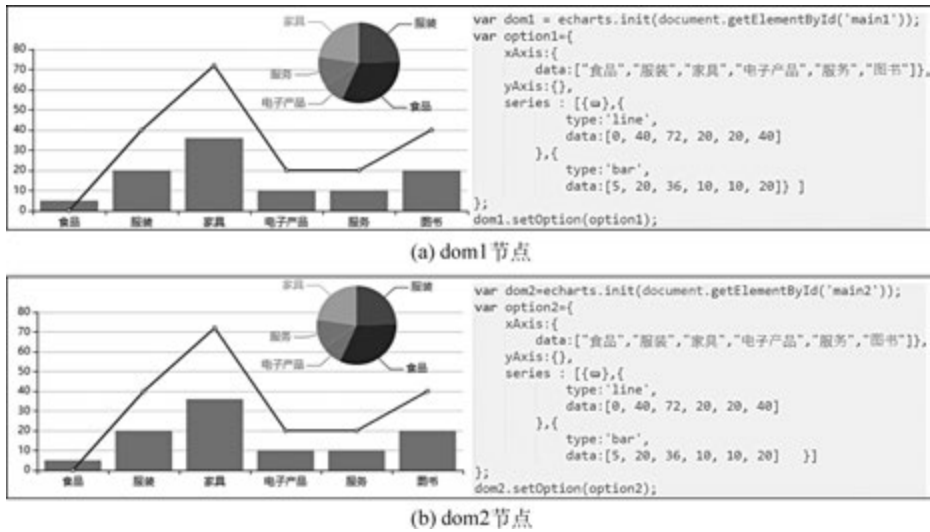 家具
服装
服务
电子产品
食品
80
70
60
50
40
30
20
10
0
食品 服装 家具 电子产品 服务 图书
var dom1 = echarts.init(document.getElementById('main1'));
var option1={
xAxis:{
data:["食品","服装","家具","电子产品","服务","图书"]},
yAxis:{},
series : [{▭},{
type:'line',
data:[0, 40, 72, 20, 20, 40]
},{
type:'bar',
data:[5, 20, 36, 10, 10, 20]} ]
};
dom1.setOption(option1);
(a) dom1节点
家具
服装
服务
电子产品
食品
80
70
60
50
40
30
20
10
0
食品 服装 家具 电子产品 服务 图书
var dom2=echarts.init(document.getElementById('main2'));
var option2={
xAxis:{
data:["食品","服装","家具","电子产品","服务","图书"]},
yAxis:{},
series : [{▭},{
type:'line',
data:[0, 40, 72, 20, 20, 40]
},{
type:'bar',
data:[5, 20, 36, 10, 10, 20] }]
};
dom2.setOption(option2);
(b) dom2节点